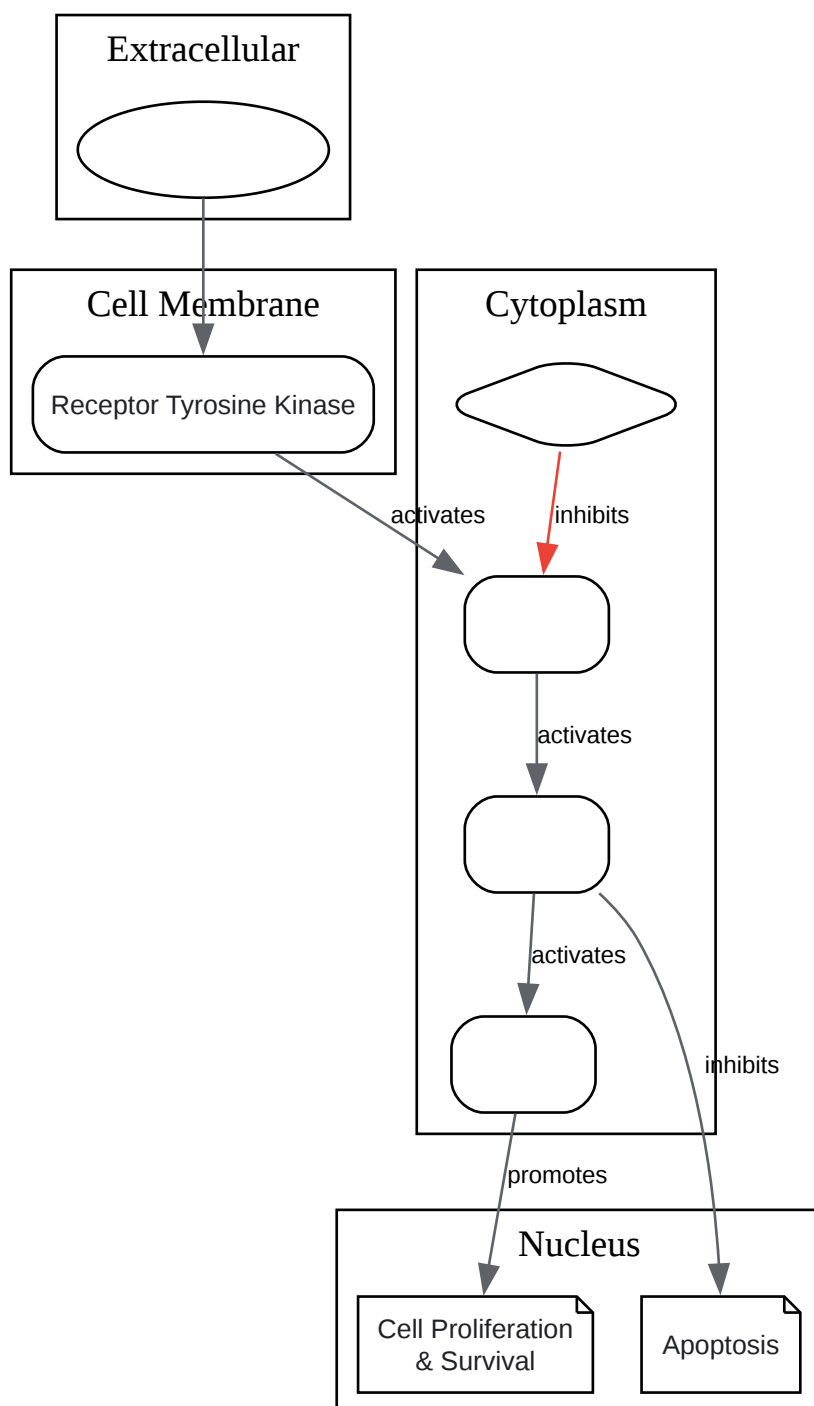 Extracellular
Cell Membrane
Cytoplasm
Receptor Tyrosine Kinase
activates
inhibits
activates
activates
inhibits
promotes
Nucleus
Cell Proliferation
& Survival
Apoptosis